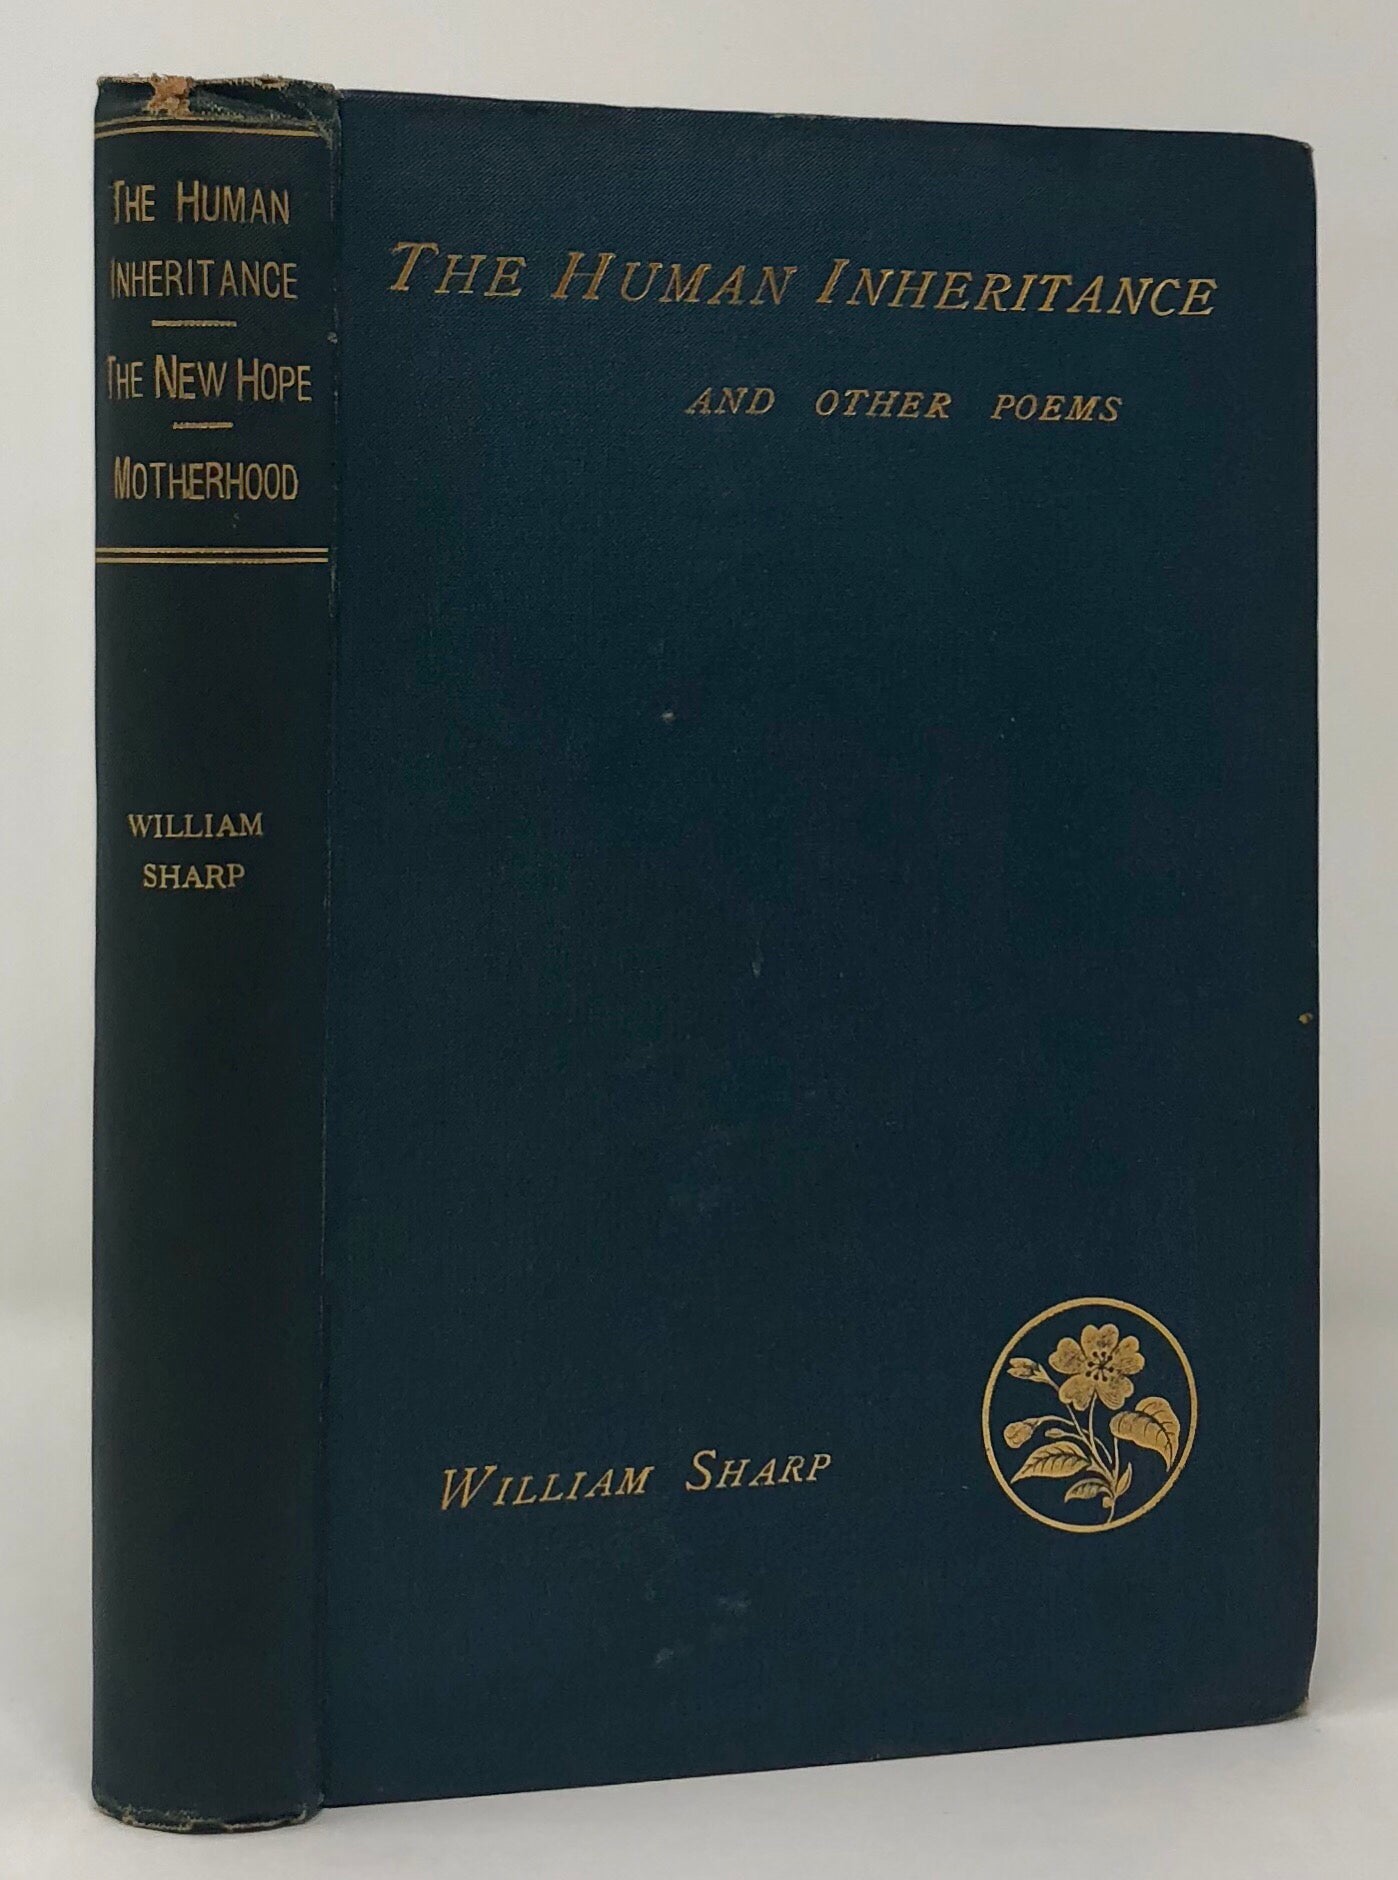 THE HUMAN
INHERITANCE
THE NEW HOPE
MOTHERHOOD
WILLIAM
SHARP
THE HUMAN INHERITANCE
AND OTHER POEMS
WILLIAM SHARP